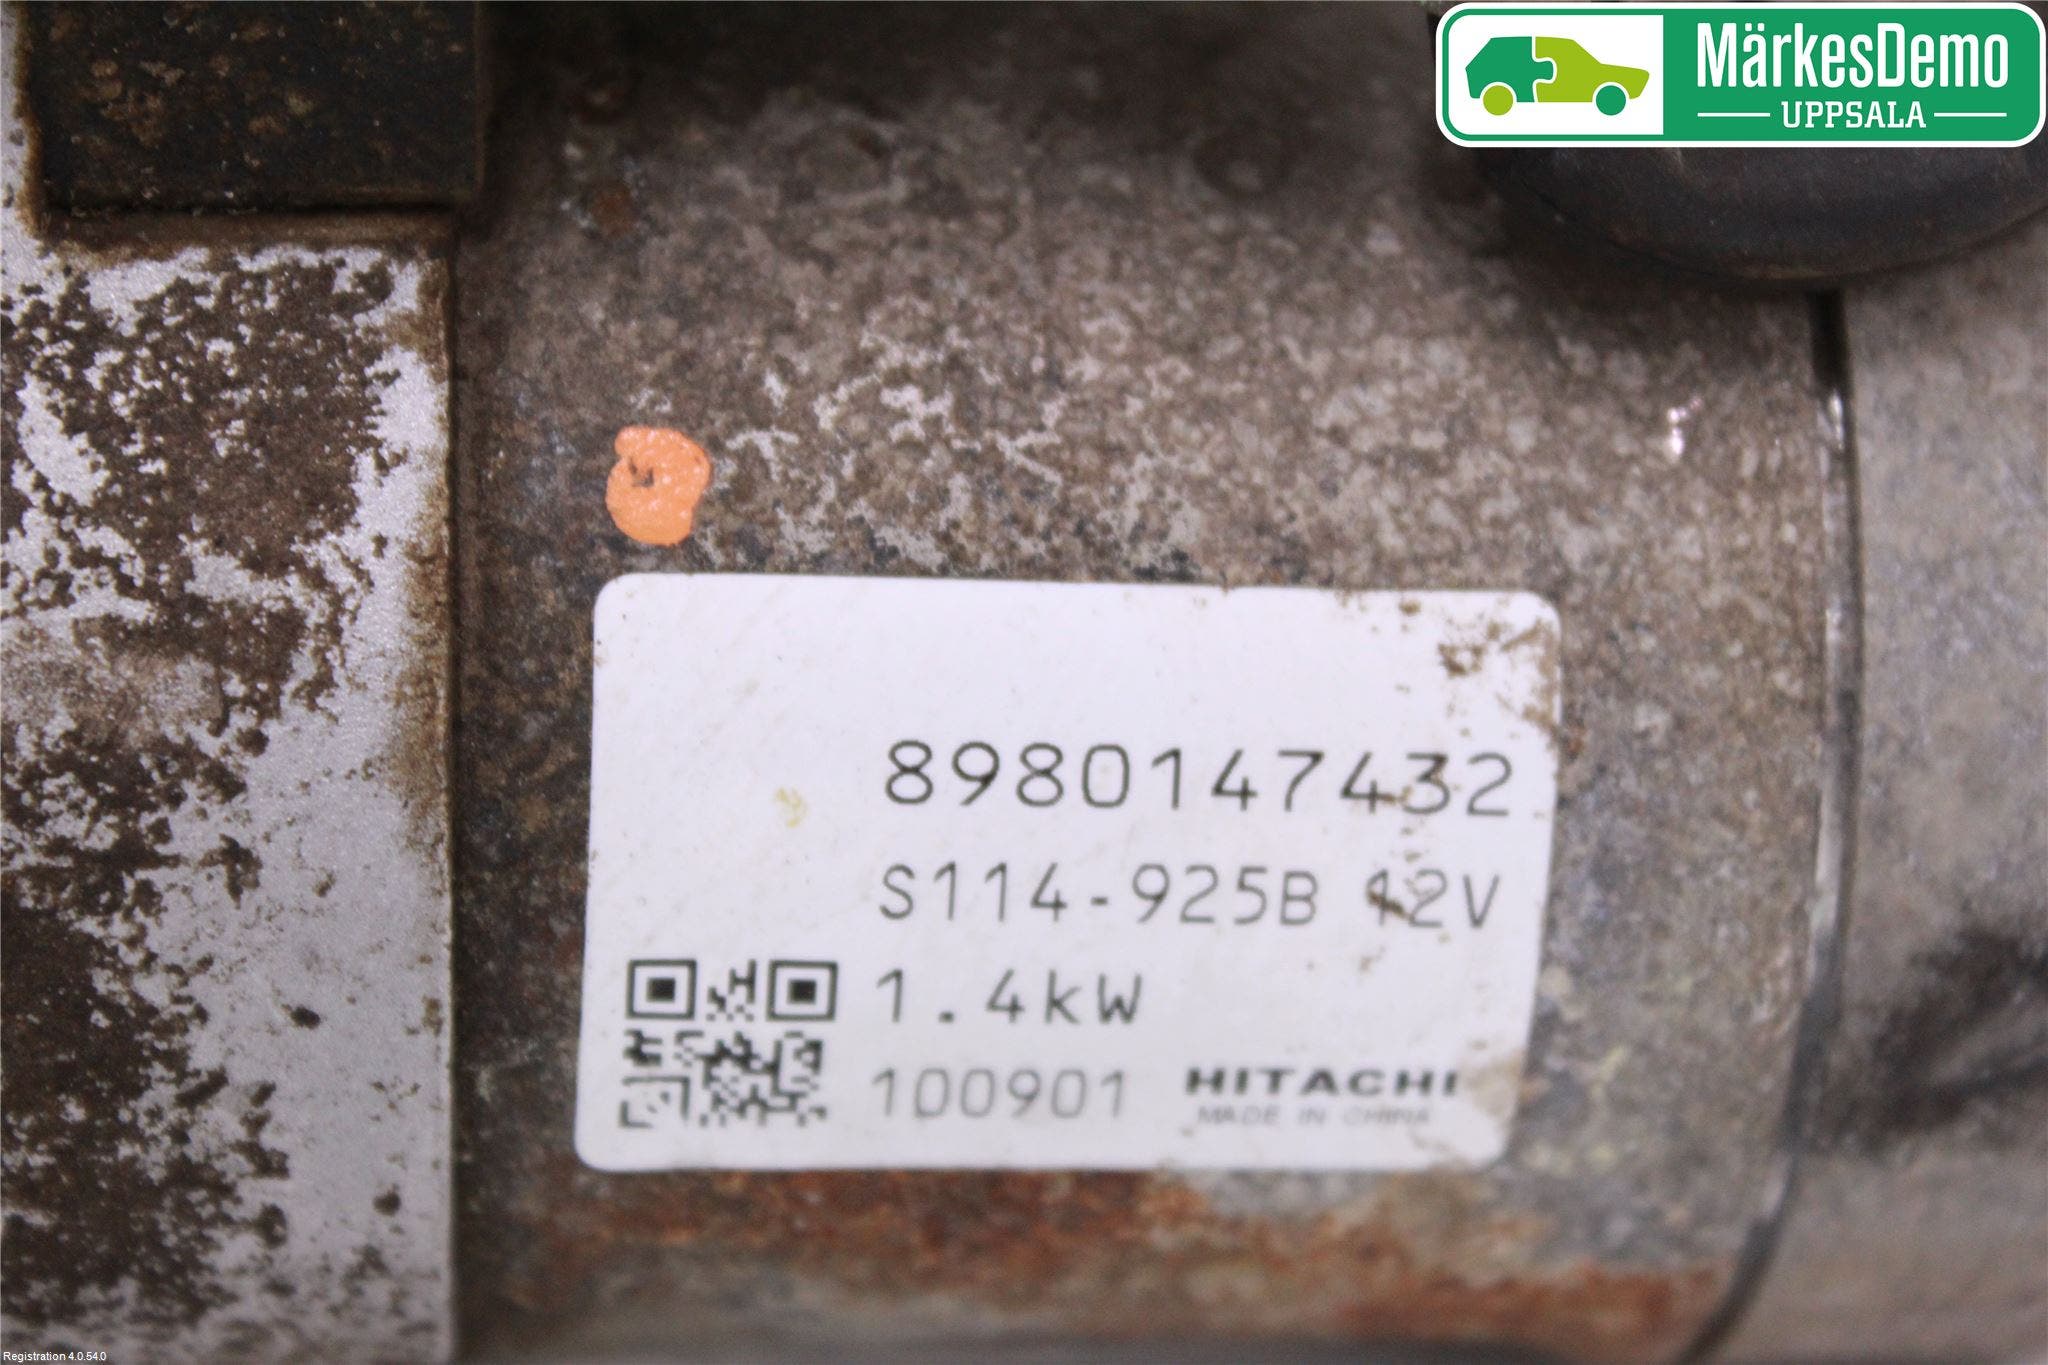 MärkesDemo
UPPSALA
8980147432
S114-925B 12V
1.4kW
100901 HITACHI
MADE IN CHINA
Registration 4.0.54.0